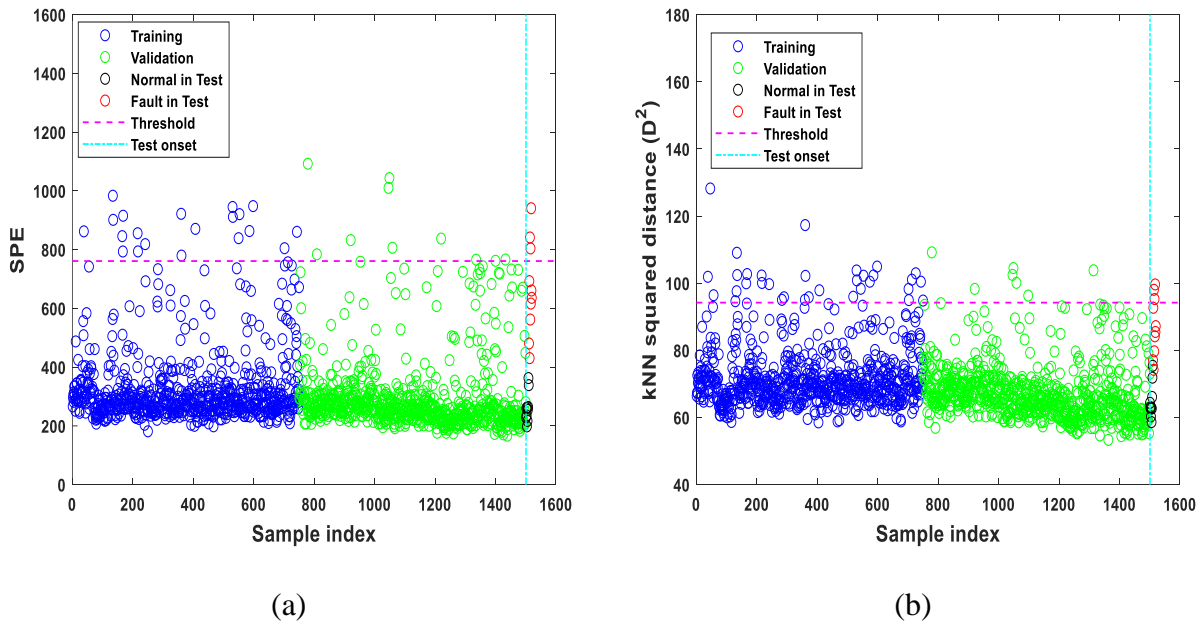 1600
1400
1200
1000
800
600
400
200
0
SPE
Training
Validation
Normal in Test
Fault in Test
Threshold
Test onset
0 200 400 600 800 1000 1200 1400 1600
Sample index
(a)
180
160
140
120
100
80
60
40
kNN squared distance (D²)
Training
Validation
Normal in Test
Fault in Test
Threshold
Test onset
0 200 400 600 800 1000 1200 1400 1600
Sample index
(b)